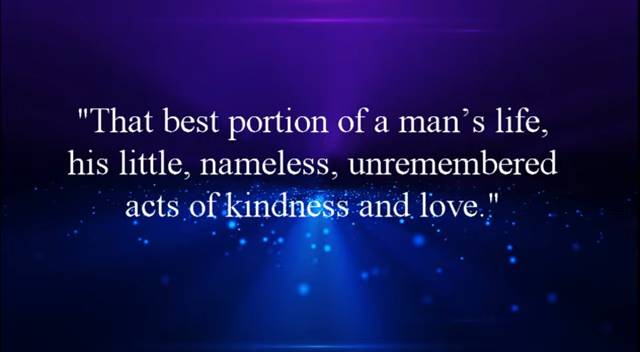 "That best portion of a man’s life,
his little, nameless, unremembered
acts of kindness and love."